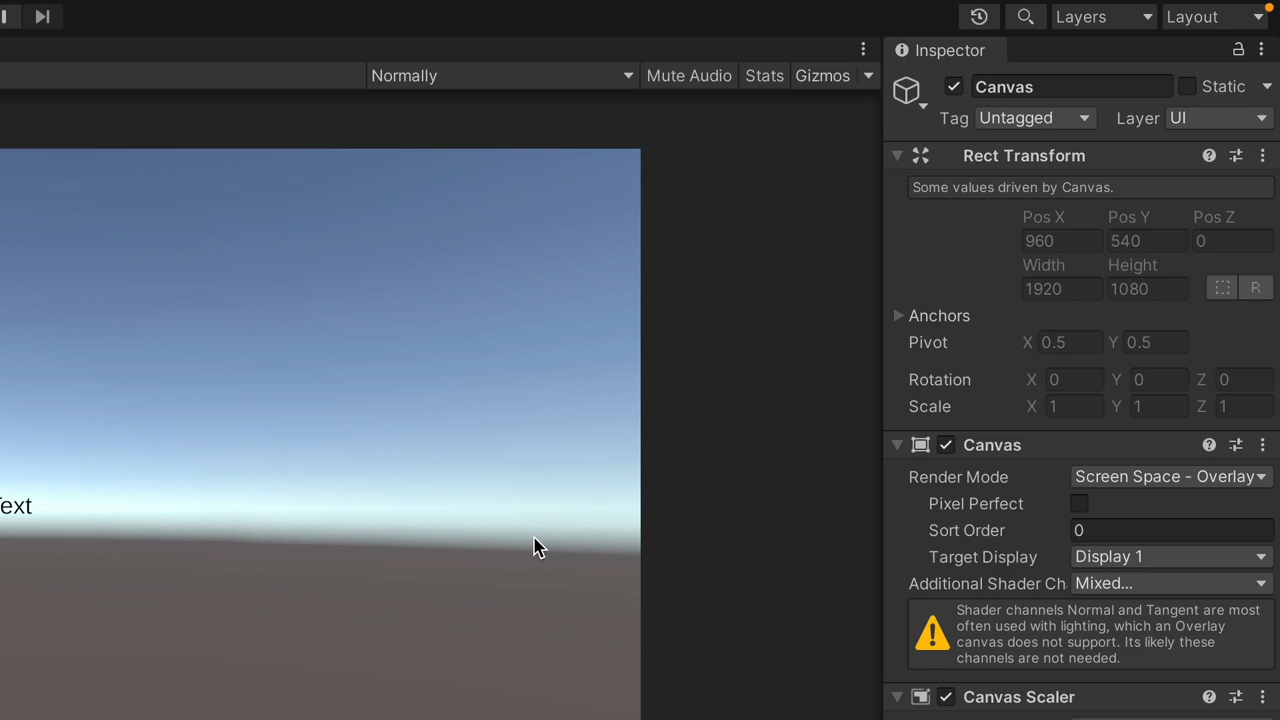 Layers
Layout
Inspector
Normally
Mute Audio
Stats
Gizmos
Canvas
Static
Tag
Untagged
Layer
UI
Rect Transform
Some values driven by Canvas.
Pos X Pos Y Pos Z
960 540 0
Width Height
1920 1080
R
Anchors
Pivot X 0.5 Y 0.5
Rotation X 0 Y 0 Z 0
Scale X 1 Y 1 Z 1
Canvas
Render Mode Screen Space - Overlay
Pixel Perfect
Sort Order 0
Target Display Display 1
Additional Shader Ch Mixed...
Shader channels Normal and Tangent are most
often used with lighting, which an Overlay
canvas does not support. Its likely these
channels are not needed.
Canvas Scaler
Text